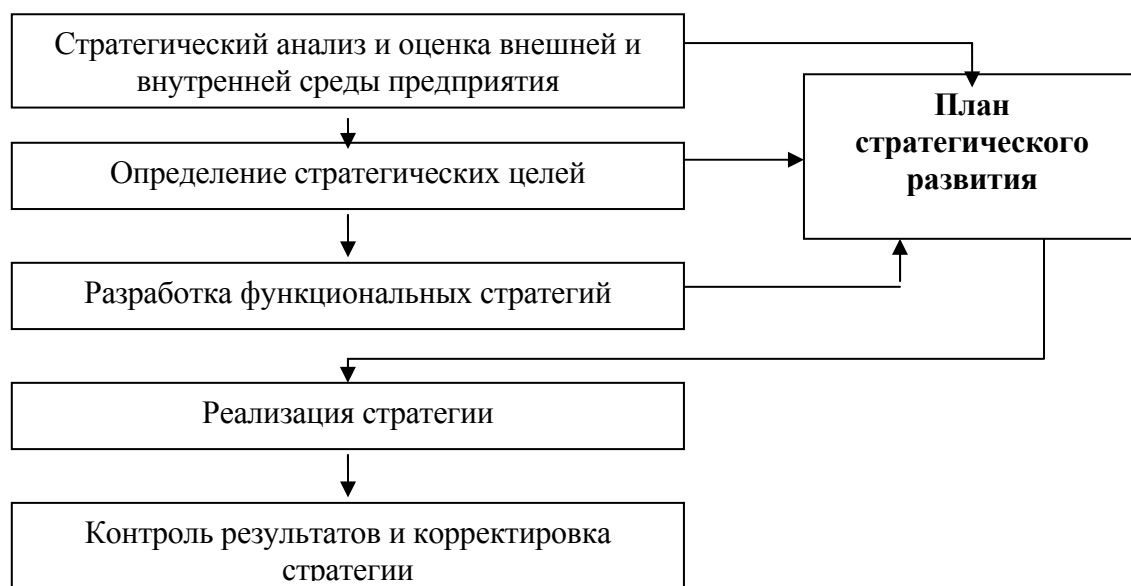 Стратегический анализ и оценка внешней и
внутренней среды предприятия
План
стратегического
развития
Определение стратегических целей
Разработка функциональных стратегий
Реализация стратегии
Контроль результатов и корректировка
стратегии